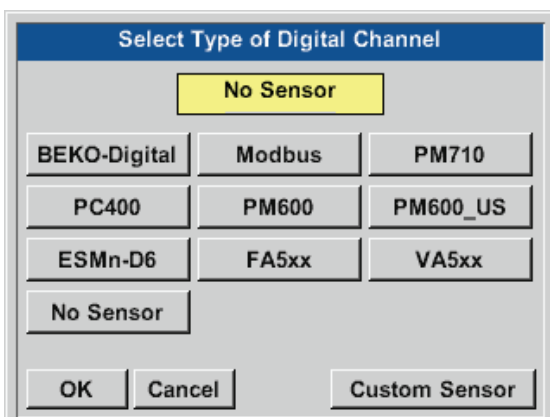 Select Type of Digital Channel
No Sensor
BEKO-Digital Modbus PM710
PC400 PM600 PM600_US
ESMn-D6 FA5xx VA5xx
No Sensor
OK Cancel Custom Sensor